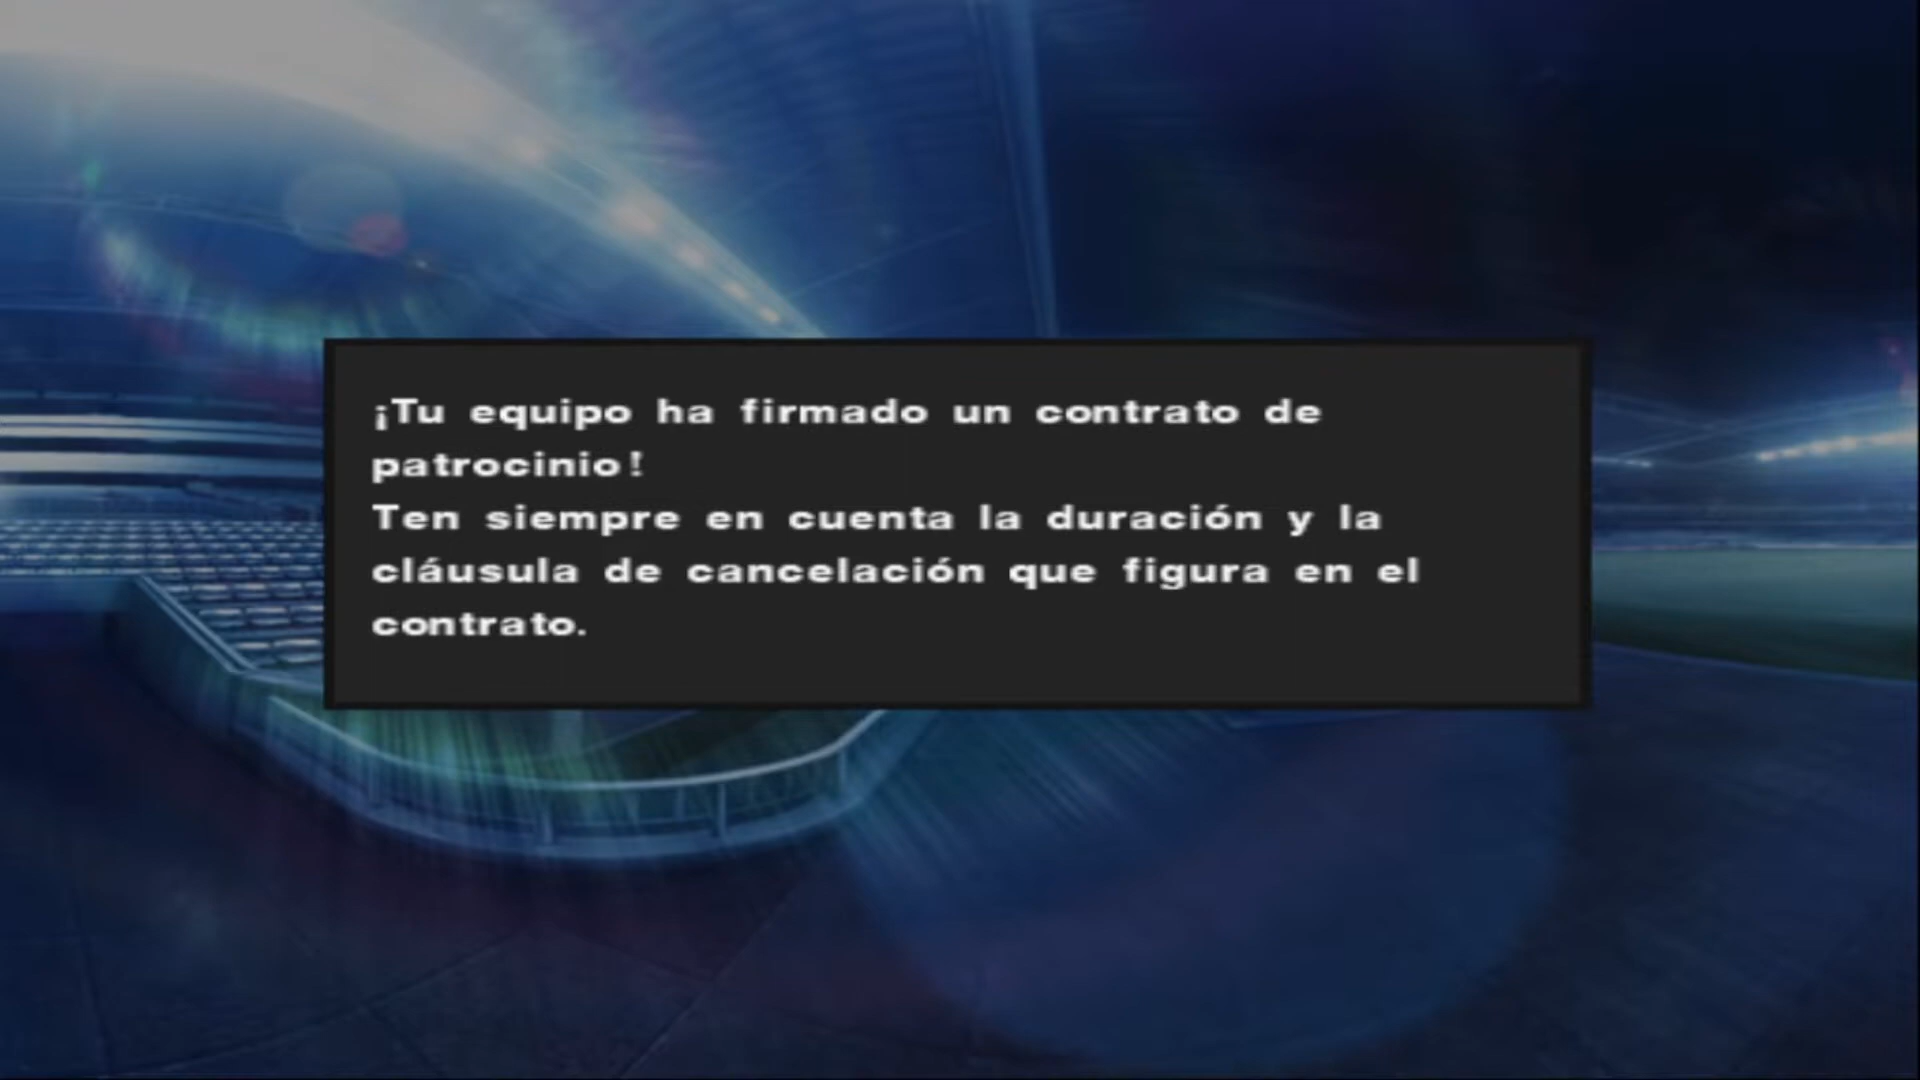 ¡Tu equipo ha firmado un contrato de
patrocinio!
Ten siempre en cuenta la duración y la
cláusula de cancelación que figura en el
contrato.